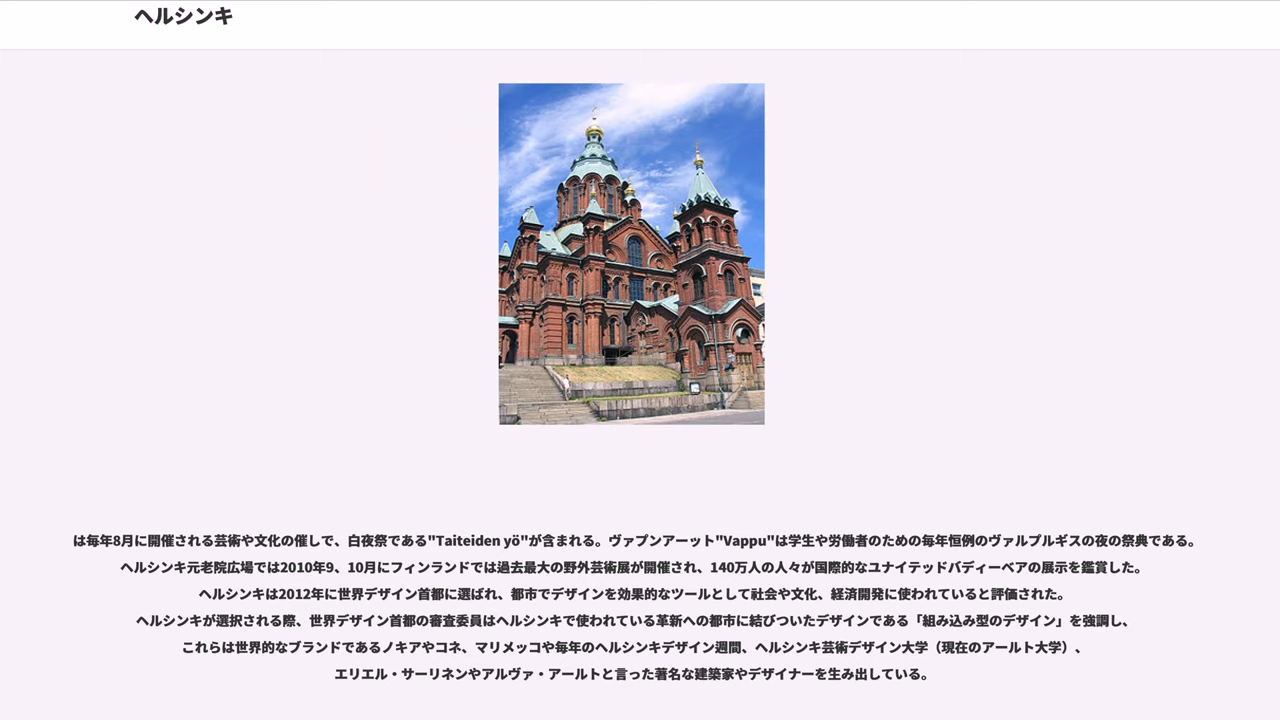 ヘルシンキ
は毎年8月に開催される芸術や文化の催しで、白夜祭である"Taiteiden yö"が含まれる。ヴァプンアーット"Vappu"は学生や労働者のための毎年恒例のヴァルプルギスの夜の祭典である。
ヘルシンキ元老院広場では2010年9、10月にフィンランドでは過去最大の野外芸術展が開催され、140万人の人々が国際的なユナイテッドバディーベアの展示を鑑賞した。
ヘルシンキは2012年に世界デザイン首都に選ばれ、都市でデザインを効果的なツールとして社会や文化、経済開発に使われていると評価された。
ヘルシンキが選択される際、世界デザイン首都の審査委員はヘルシンキで使われている革新への都市に結びついたデザインである「組み込み型のデザイン」を強調し、
これらは世界的なブランドであるノキアやコネ、マリメッコや毎年のヘルシンキデザイン週間、ヘルシンキ芸術デザイン大学（現在のアールト大学）、
エリエル・サーリネンやアルヴァ・アールトと言った著名な建築家やデザイナーを生み出している。